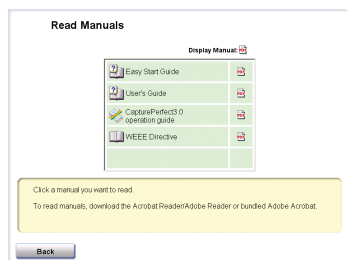 Read Manuals
Display Manual:
Easy Start Guide
User's Guide
CapturePerfect3.0
operation guide
WEEE Directive
Click a manual you want to read.
To read manuals, download the Acrobat Reader/Adobe Reader or bundled Adobe Acrobat.
Back